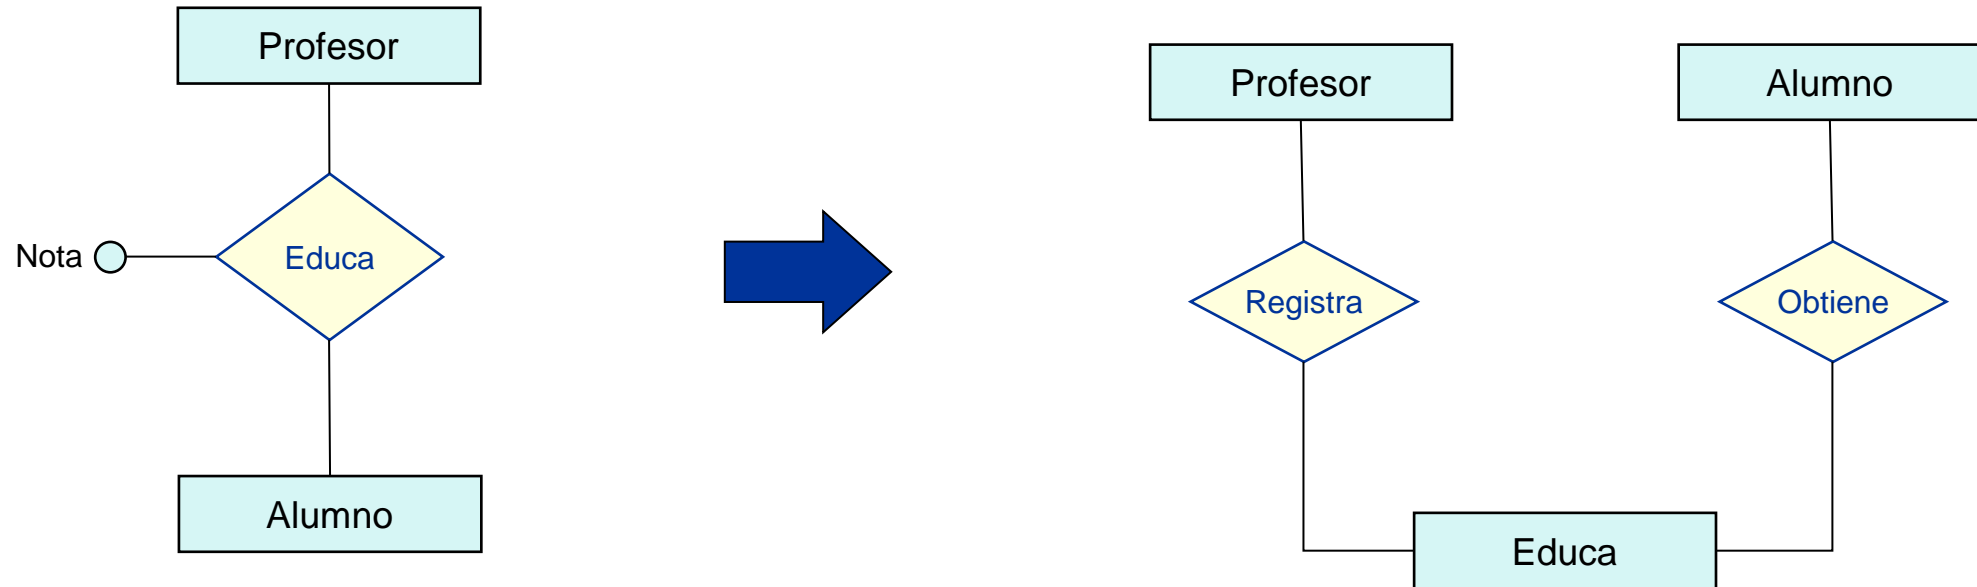 Profesor
Nota
Educa
Alumno
Profesor
Alumno
Registra
Obtiene
Educa